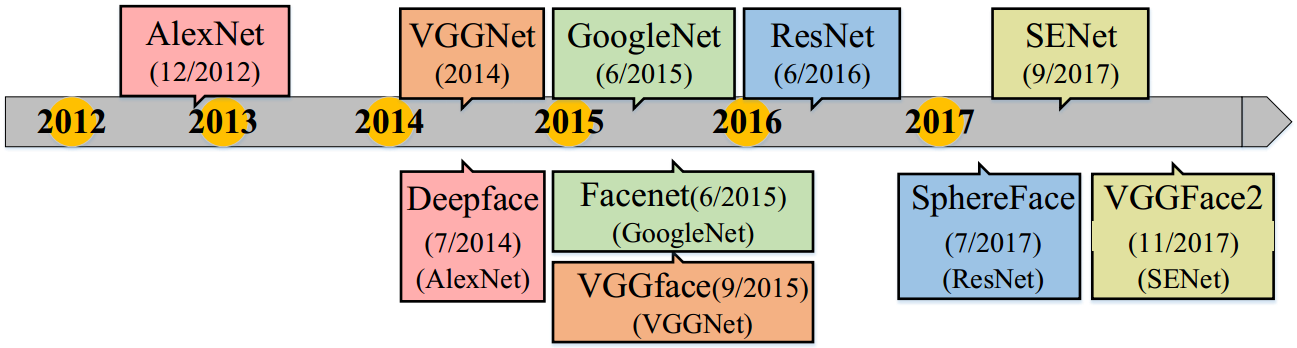 AlexNet
(12/2012)
VGGNet
(2014)
GoogleNet
(6/2015)
ResNet
(6/2016)
SENet
(9/2017)
2012
2013
2014
2015
2016
2017
Deepface
(7/2014)
(AlexNet)
Facenet(6/2015)
(GoogleNet)
VGGface(9/2015)
(VGGNet)
SphereFace
(7/2017)
(ResNet)
VGGFace2
(11/2017)
(SENet)